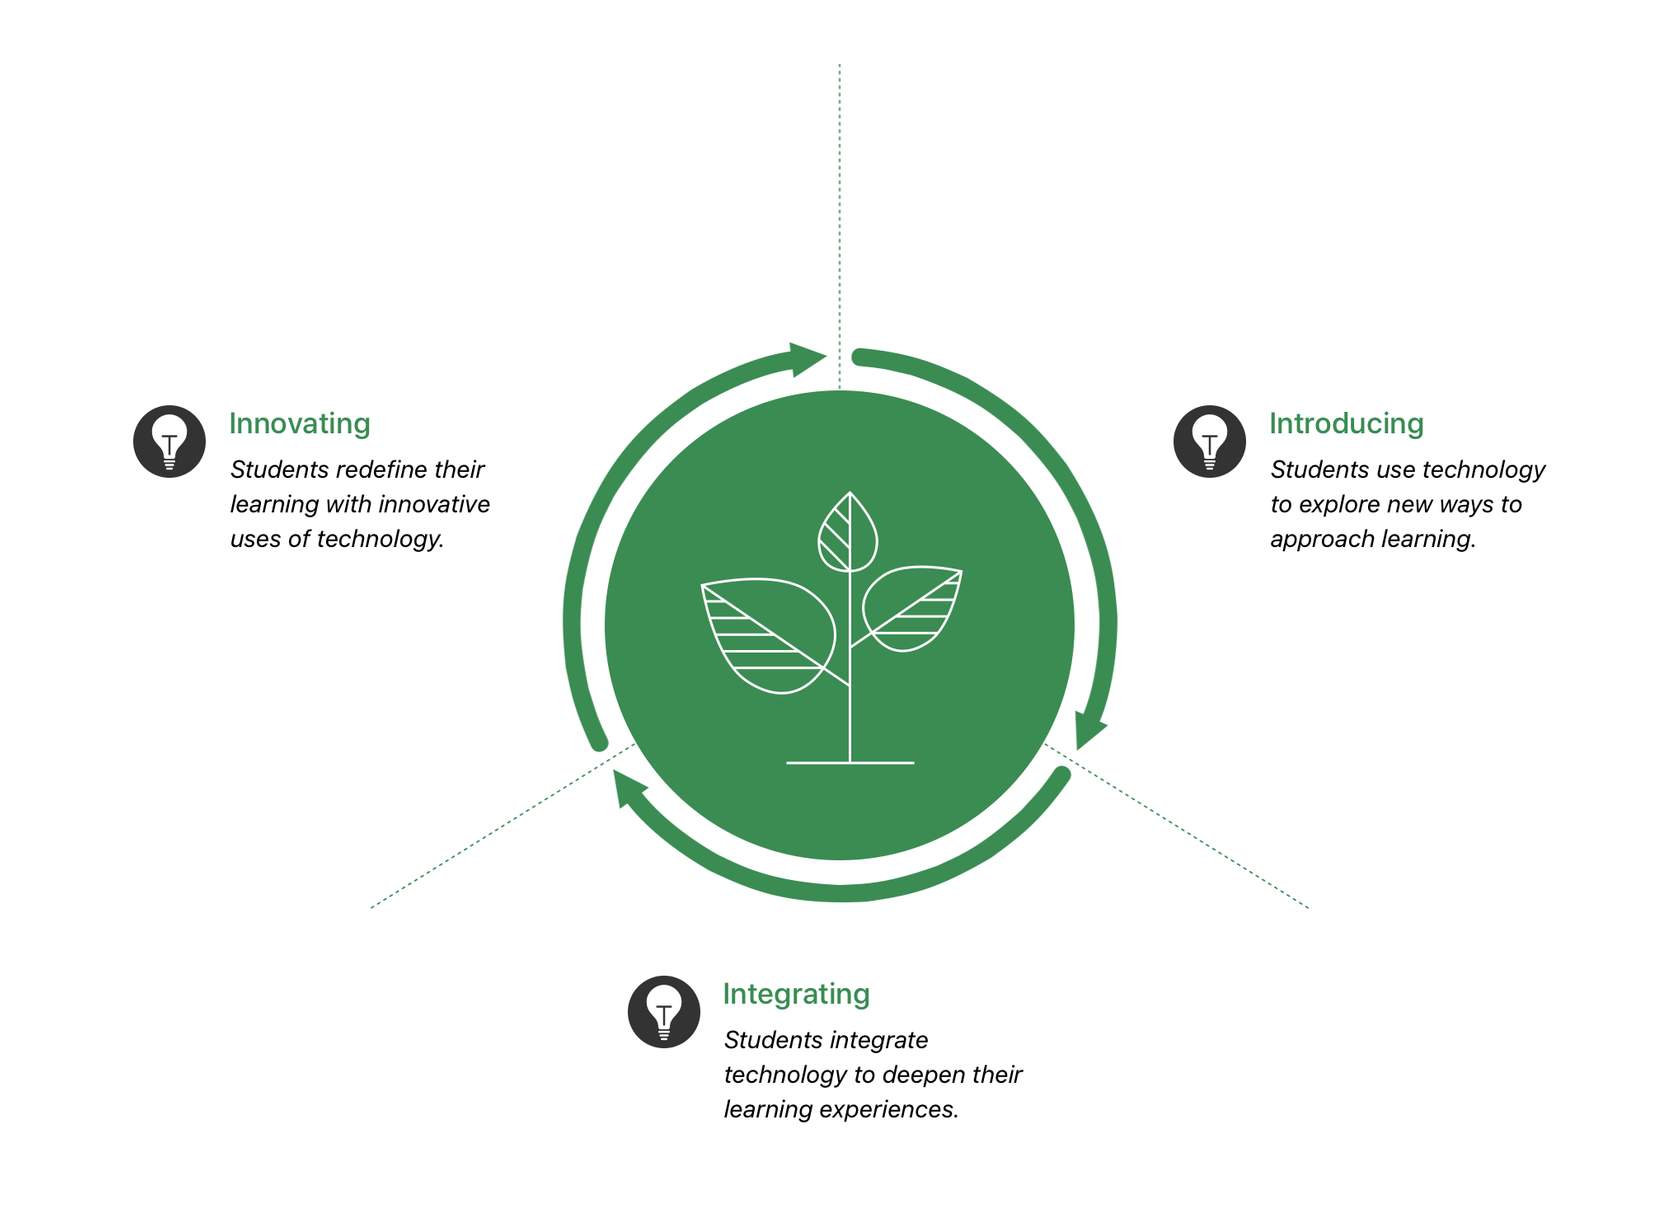 Innovating
Students redefine their
learning with innovative
uses of technology.
Introducing
Students use technology
to explore new ways to
approach learning.
Integrating
Students integrate
technology to deepen their
learning experiences.